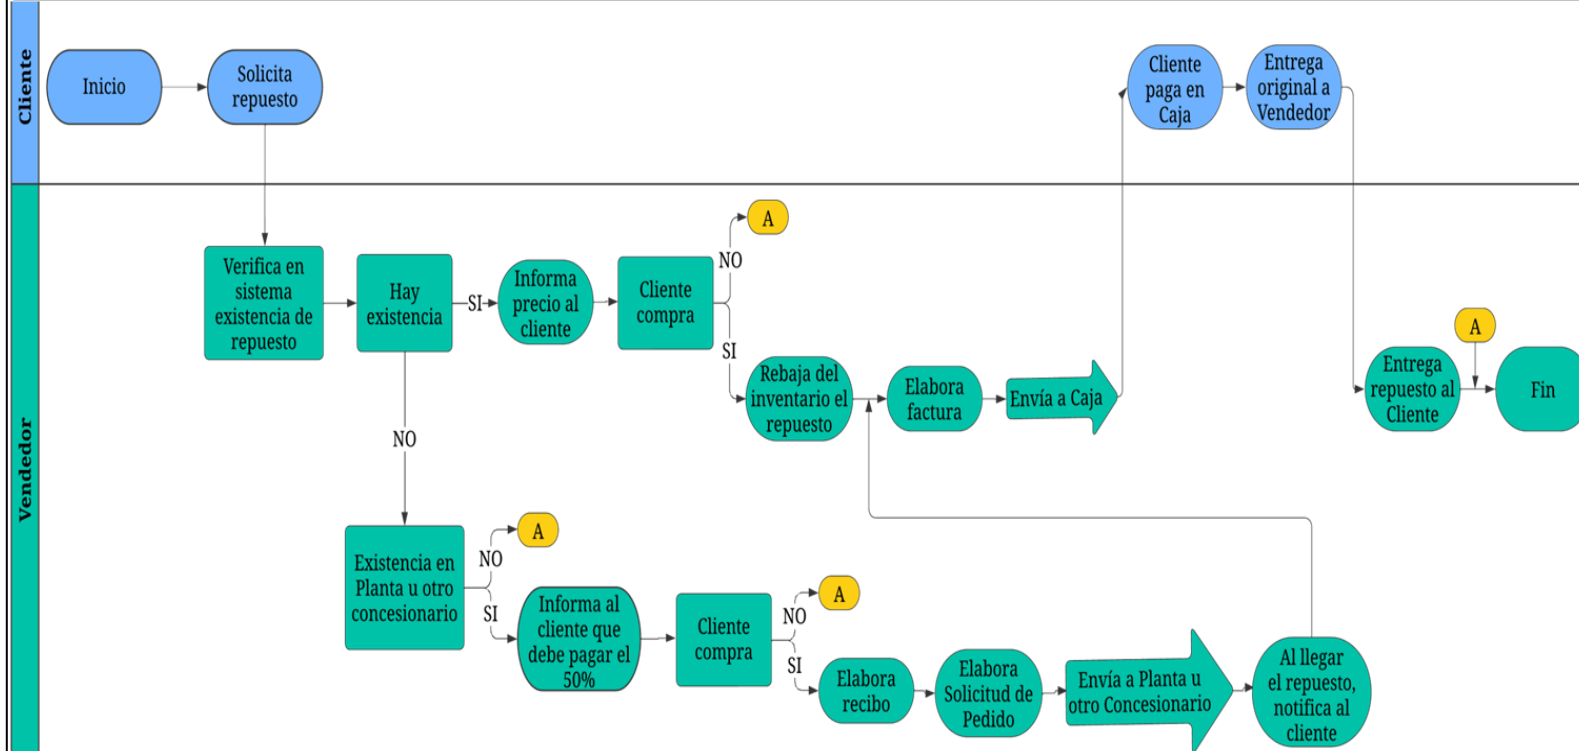 Cliente
Inicio
Solicita
repuesto
Cliente
paga en
Caja
Entrega
original a
Vendedor
Vendedor
Verifica en
sistema
existencia de
repuesto
Hay
existencia
SI
Informa
precio al
cliente
Cliente
compra
NO
A
SI
Rebaja del
inventario el
repuesto
Elabora
factura
Envía a Caja
Entrega
repuesto al
Cliente
A
Fin
NO
Existencia en
Planta u otro
concesionario
NO
A
SI
Informa al
cliente que
debe pagar el
50%
Cliente
compra
NO
A
SI
Elabora
recibo
Elabora
Solicitud de
Pedido
Envía a Planta u
otro Concesionario
Al llegar
el repuesto,
notifica al
cliente